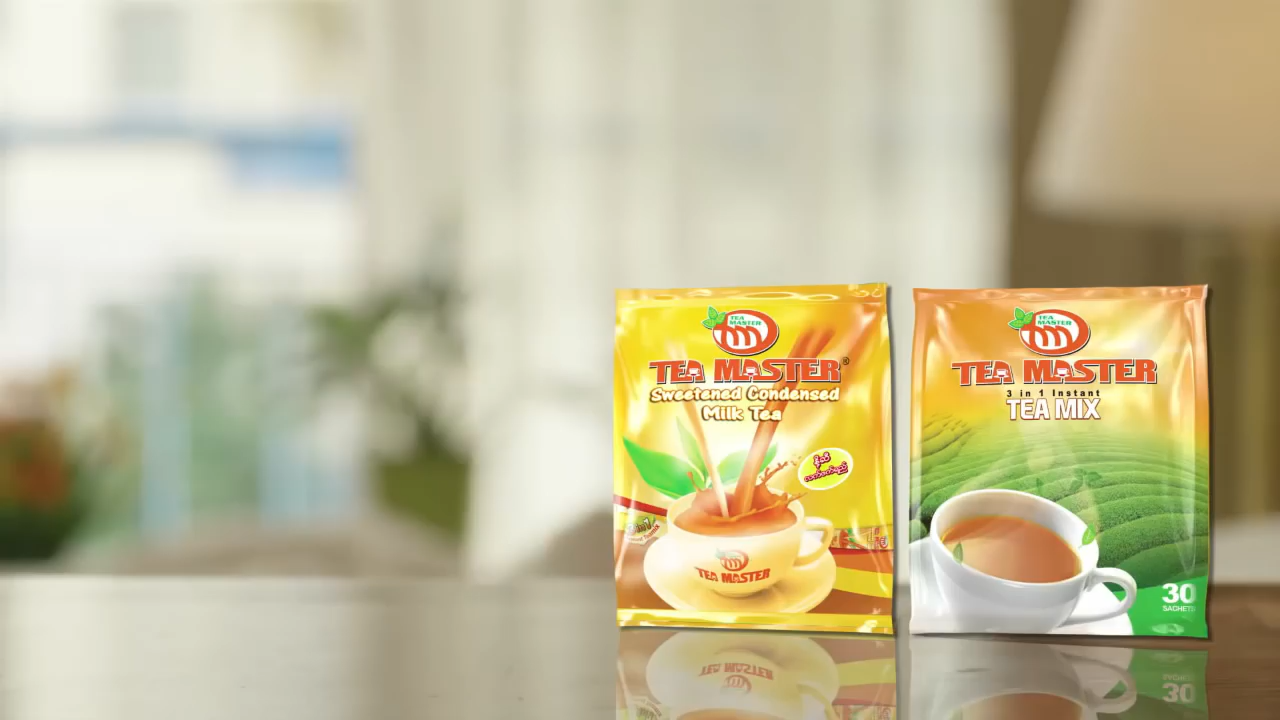 TEA
MASTER
TEA MASTER®
Sweetened Condensed
Milk Tea
TEA MASTER
TEA
MASTER
TEA MASTER
3 in 1 Instant
TEA MIX
30
SACHETS